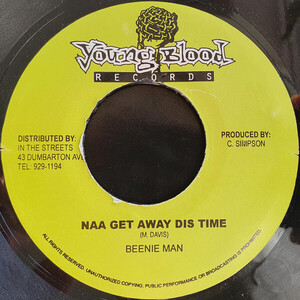 Young Blood
RECORDS
DISTRIBUTED BY:
IN THE STREETS
43 DUMBARTON AVE
TEL: 929-1194
PRODUCED BY:
C. SIMPSON
NAA GET AWAY DIS TIME
(M. DAVIS)
BEENIE MAN
ALL RIGHTS RESERVED. UNAUTHORIZED COPYING, PUBLIC PERFORMANCE OR BROADCASTING IS PROHIBITED.